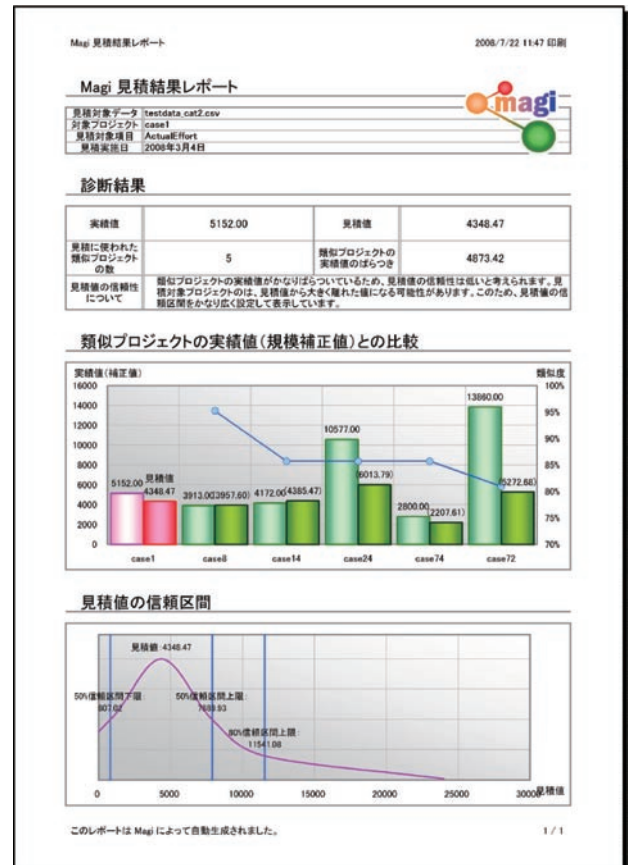 Magi 見積結果レポート
2008/7/22 11:47 印刷
Magi 見積結果レポート
magi
見積対象データ testdata_cat2.csv
対象プロジェクト case1
見積対象項目 ActualEffort
見積実施日 2008年3月4日
診断結果
実績値 5152.00 見積値 4348.47
見積に使われた
類似プロジェクト
の数
5
類似プロジェクトの
実績値のばらつき
4873.42
見積値の信頼性
について
類似プロジェクトの実績値がかなりばらついているため、見積値の信頼性は低いと考えられます。見
積対象プロジェクトのは、見積値から大きく離れた値になる可能性があります。このため、見積値の信
頼区間をかなり広く設定して表示しています。
類似プロジェクトの実績値(規模補正値)との比較
実績値(補正値)
類似度
16000
14000
12000
10000
8000
6000
4000
2000
0
100%
95%
90%
85%
80%
75%
70%
5152.00
見積値
4348.47
3913.00
(3957.60)
4172.00
(4385.47)
10577.00
(6013.79)
2800.00
(2207.61)
13860.00
(5272.68)
case1
case8
case14
case24
case74
case72
見積値の信頼区間
見積値:4348.47
50%信頼区間下限:
807.02
50%信頼区間上限:
80%信頼区間上限:
11541.08
0
5000
10000
15000
20000
25000
30000
見積値
このレポートは Magi によって自動生成されました。
1 / 1